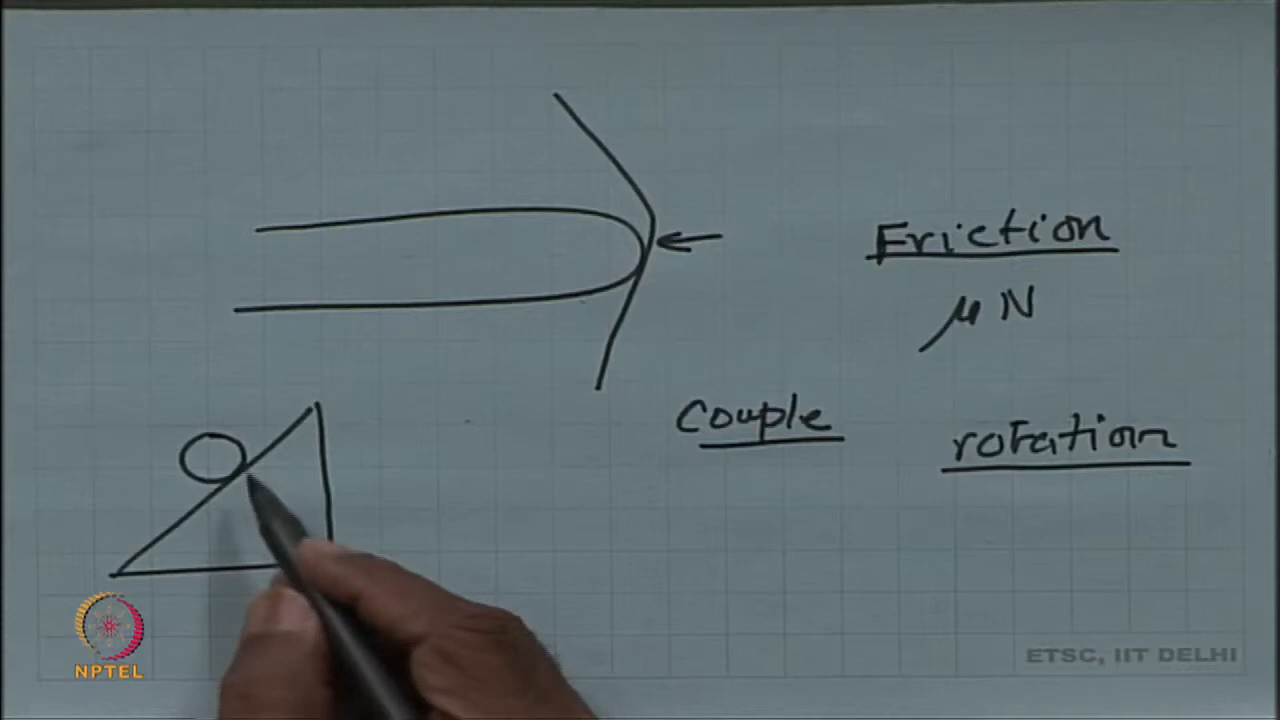 Friction
μN
Couple
rotation
NPTEL
ETSC, IIT DELHI